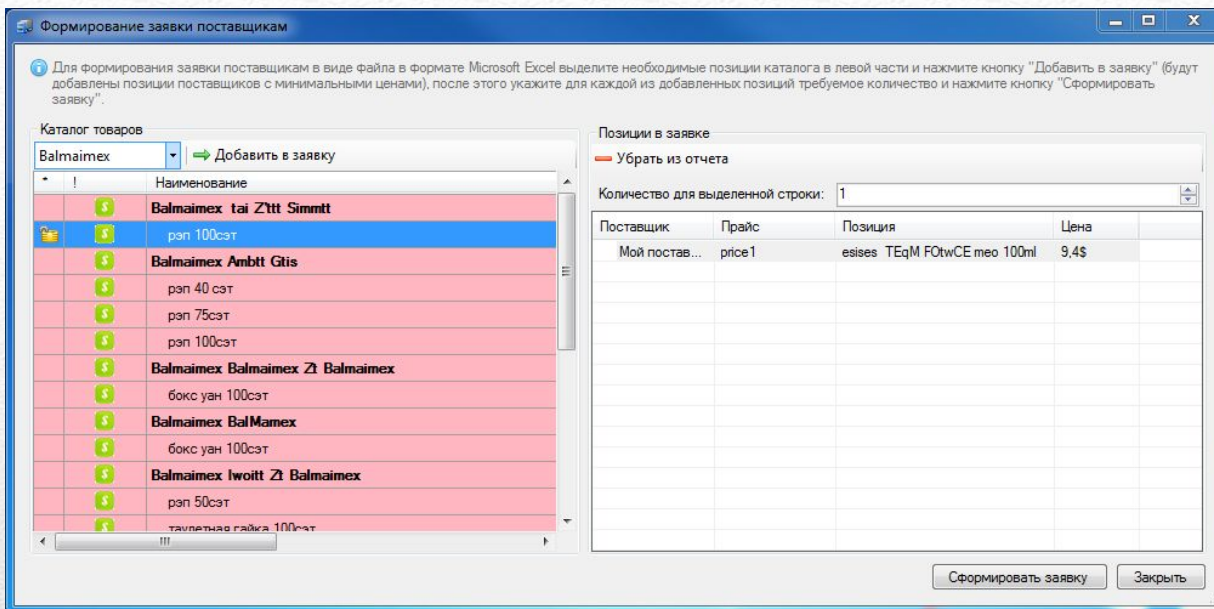 Формирование заявки поставщикам
Для формирования заявки поставщикам в виде файла в формате Microsoft Excel выделите необходимые позиции каталога в левой части и нажмите кнопку "Добавить в заявку" (будут
добавлены позиции поставщиков с минимальными ценами), после этого укажите для каждой из добавленных позиций требуемое количество и нажмите кнопку "Сформировать
заявку".
Каталог товаров
Balmaimex
Добавить в заявку
* ! Наименование
Balmaimex tai Z'ttt Simmtt
рэп 100сэт
Balmaimex Ambtt Gtis
рэп 40 сэт
рэп 75сэт
рэп 100сэт
Balmaimex Balmaimex Zt Balmaimex
бокс уан 100сэт
Balmaimex BalMamex
бокс уан 100сэт
Balmaimex Iwoitt Zt Balmaimex
рэп 50сэт
таулетная гайка 100сэт
Позиции в заявке
Убрать из отчета
Количество для выделенной строки: 1
Поставщик Прайс Позиция Цена
Мой постав... price1 esises TEqM FOtwCE meo 100ml 9,4$
Сформировать заявку Закрыть